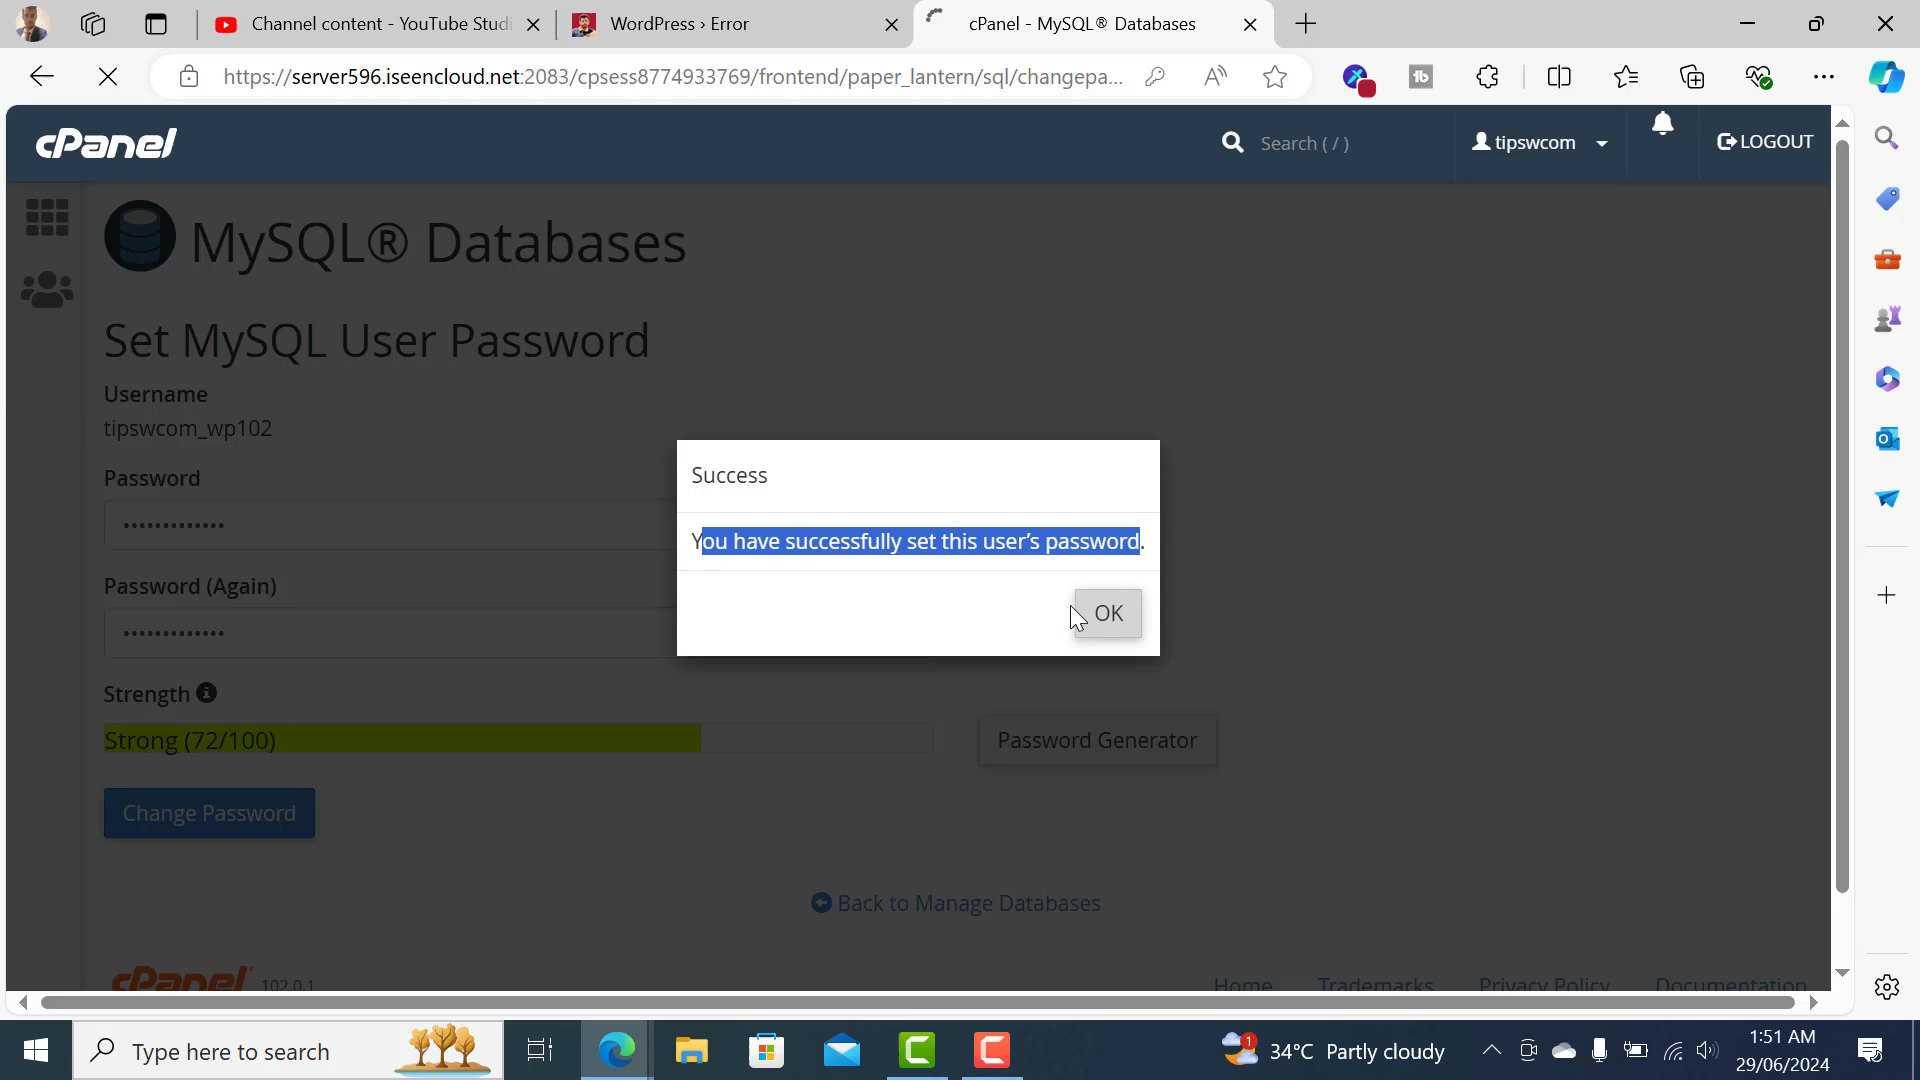 Channel content - YouTube Studi
WordPress › Error
cPanel - MySQL® Databases
https://server596.iseencloud.net:2083/cpsess8774933769/frontend/paper_lantern/sql/changepa...
cPanel
Search ( / )
tipswcom
LOGOUT
MySQL® Databases
Set MySQL User Password
Username
tipswcom_wp102
Password
Success
You have successfully set this user's password.
OK
Password (Again)
Strength
Strong (72/100)
Password Generator
Change Password
Back to Manage Databases
cPanel 102.0.1
Home Trademarks Privacy Policy Documentation
Type here to search
1
34°C Partly cloudy
1:51 AM
29/06/2024